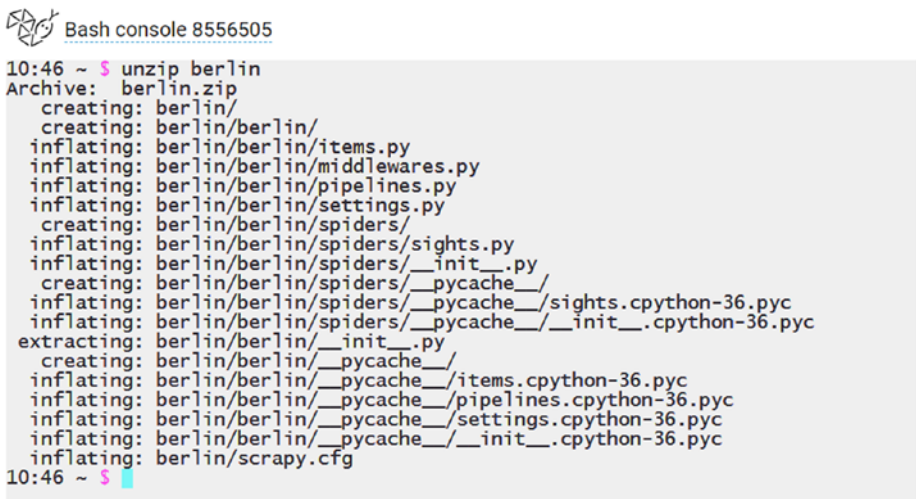 Bash console 8556505
10:46 ~ $ unzip berlin
Archive:  berlin.zip
   creating: berlin/
   creating: berlin/berlin/
  inflating: berlin/berlin/items.py
  inflating: berlin/berlin/middlewares.py
  inflating: berlin/berlin/pipelines.py
  inflating: berlin/berlin/settings.py
   creating: berlin/berlin/spiders/
  inflating: berlin/berlin/spiders/sights.py
  inflating: berlin/berlin/spiders/__init__.py
   creating: berlin/berlin/spiders/__pycache__/
  inflating: berlin/berlin/spiders/__pycache__/sights.cpython-36.pyc
  inflating: berlin/berlin/spiders/__pycache__/__init__.cpython-36.pyc
 extracting: berlin/berlin/__init__.py
   creating: berlin/berlin/__pycache__/
  inflating: berlin/berlin/__pycache__/items.cpython-36.pyc
  inflating: berlin/berlin/__pycache__/pipelines.cpython-36.pyc
  inflating: berlin/berlin/__pycache__/settings.cpython-36.pyc
  inflating: berlin/berlin/__pycache__/__init__.cpython-36.pyc
  inflating: berlin/scrapy.cfg
10:46 ~ $